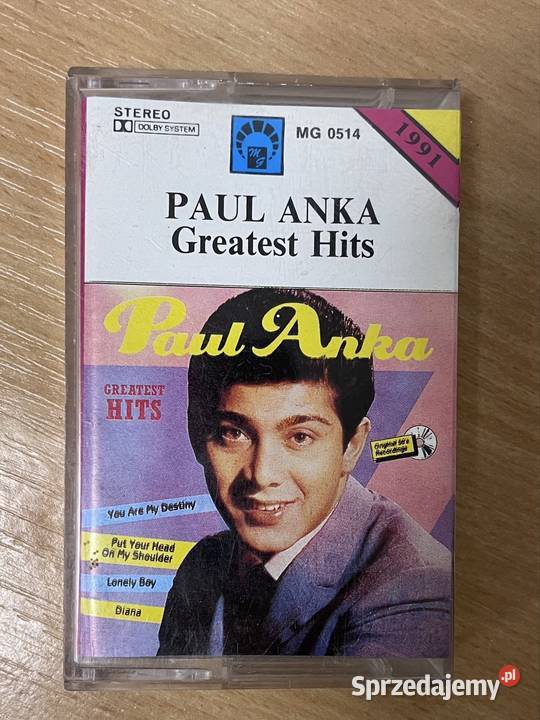 STEREO
DOLBY SYSTEM
MG
MG 0514
1991
PAUL ANKA
Greatest Hits
Paul Anka
GREATEST
HITS
Original 50's
Recordings
You Are My Destiny
Put Your Head
On My Shoulder
Lonely Boy
Diana
Sprzedajemy.pl